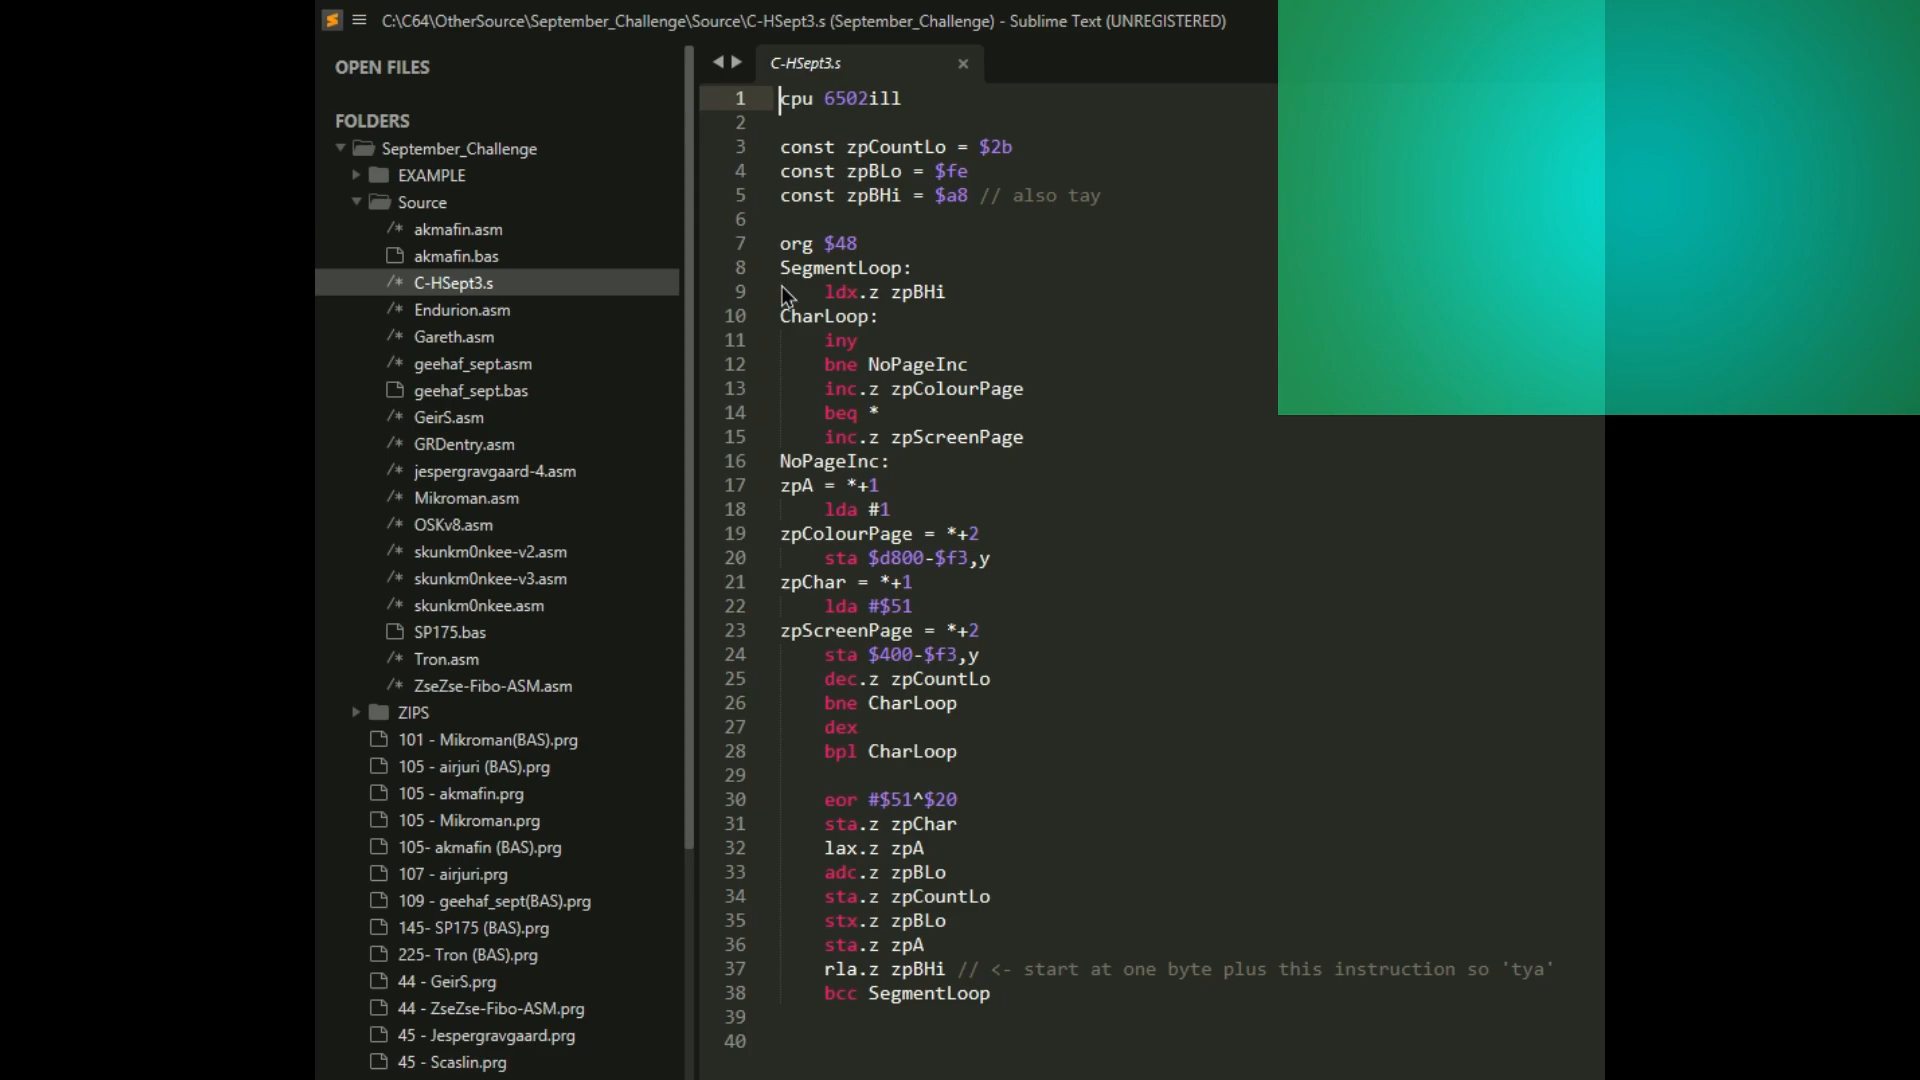 C:\C64\OtherSource\September_Challenge\Source\C-HSept3.s (September_Challenge) - Sublime Text (UNREGISTERED)
OPEN FILES
FOLDERS
September_Challenge
EXAMPLE
Source
/* akmafin.asm
akmafin.bas
/* C-HSept3.s
/* Endurion.asm
/* Gareth.asm
/* geehaf_sept.asm
geehaf_sept.bas
/* GeirS.asm
/* GRDentry.asm
/* jespergravgaard-4.asm
/* Mikroman.asm
/* OSKv8.asm
/* skunkm0nkee-v2.asm
/* skunkm0nkee-v3.asm
/* skunkm0nkee.asm
SP175.bas
/* Tron.asm
/* ZseZse-Fibo-ASM.asm
ZIPS
101 - Mikroman(BAS).prg
105 - airjuri (BAS).prg
105 - akmafin.prg
105 - Mikroman.prg
105- akmafin (BAS).prg
107 - airjuri.prg
109 - geehaf_sept(BAS).prg
145- SP175 (BAS).prg
225- Tron (BAS).prg
44 - GeirS.prg
44 - ZseZse-Fibo-ASM.prg
45 - Jespergravgaard.prg
45 - Scaslin.prg
C-HSept3.s ×
1 cpu 6502ill
2
3 const zpCountLo = $2b
4 const zpBLo = $fe
5 const zpBHi = $a8 // also tay
6
7 org $48
8 SegmentLoop:
9 ldx.z zpBHi
10 CharLoop:
11 iny
12 bne NoPageInc
13 inc.z zpColourPage
14 beq *
15 inc.z zpScreenPage
16 NoPageInc:
17 zpA = *+1
18 lda #1
19 zpColourPage = *+2
20 sta $d800-$f3,y
21 zpChar = *+1
22 lda #$51
23 zpScreenPage = *+2
24 sta $400-$f3,y
25 dec.z zpCountLo
26 bne CharLoop
27 dex
28 bpl CharLoop
29
30 eor #$51^$20
31 sta.z zpChar
32 lax.z zpA
33 adc.z zpBLo
34 sta.z zpCountLo
35 stx.z zpBLo
36 sta.z zpA
37 rla.z zpBHi // <- start at one byte plus this instruction so 'tya'
38 bcc SegmentLoop
39
40